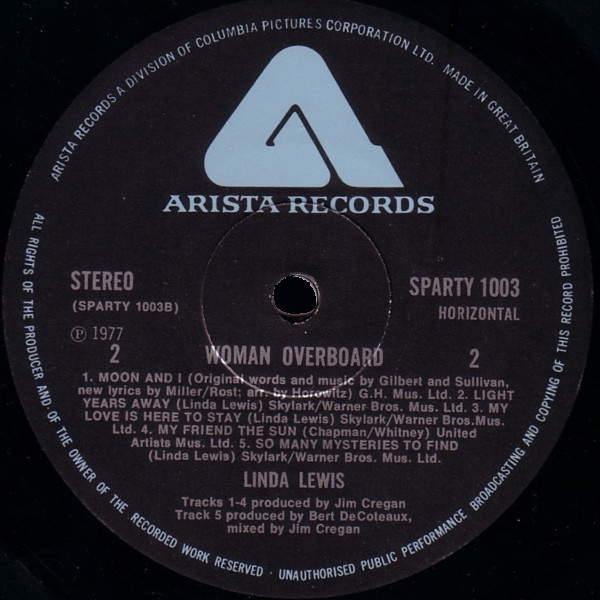 ARISTA RECORDS A DIVISION OF COLUMBIA PICTURES CORPORATION LTD. MADE IN GREAT BRITAIN
ARISTA RECORDS
STEREO
(SPARTY 1003B)
SPARTY 1003
HORIZONTAL
Ⓟ 1977
2
WOMAN OVERBOARD
2
1. MOON AND I (Original words and music by Gilbert and Sullivan,
new lyrics by Miller/Rost: arr. by Horowitz) G.H. Mus. Ltd. 2. LIGHT
YEARS AWAY (Linda Lewis) Skylark/Warner Bros. Mus. Ltd. 3. MY
LOVE IS HERE TO STAY (Linda Lewis) Skylark/Warner Bros.Mus.
Ltd. 4. MY FRIEND THE SUN (Chapman/Whitney) United
Artists Mus. Ltd. 5. SO MANY MYSTERIES TO FIND
(Linda Lewis) Skylark/Warner Bros. Mus. Ltd.
LINDA LEWIS
Tracks 1-4 produced by Jim Cregan
Track 5 produced by Bert DeCoteaux,
mixed by Jim Cregan
ALL RIGHTS OF THE PRODUCER AND OF THE OWNER OF THE RECORDED WORK RESERVED · UNAUTHORISED PUBLIC PERFORMANCE BROADCASTING AND COPYING OF THIS RECORD PROHIBITED